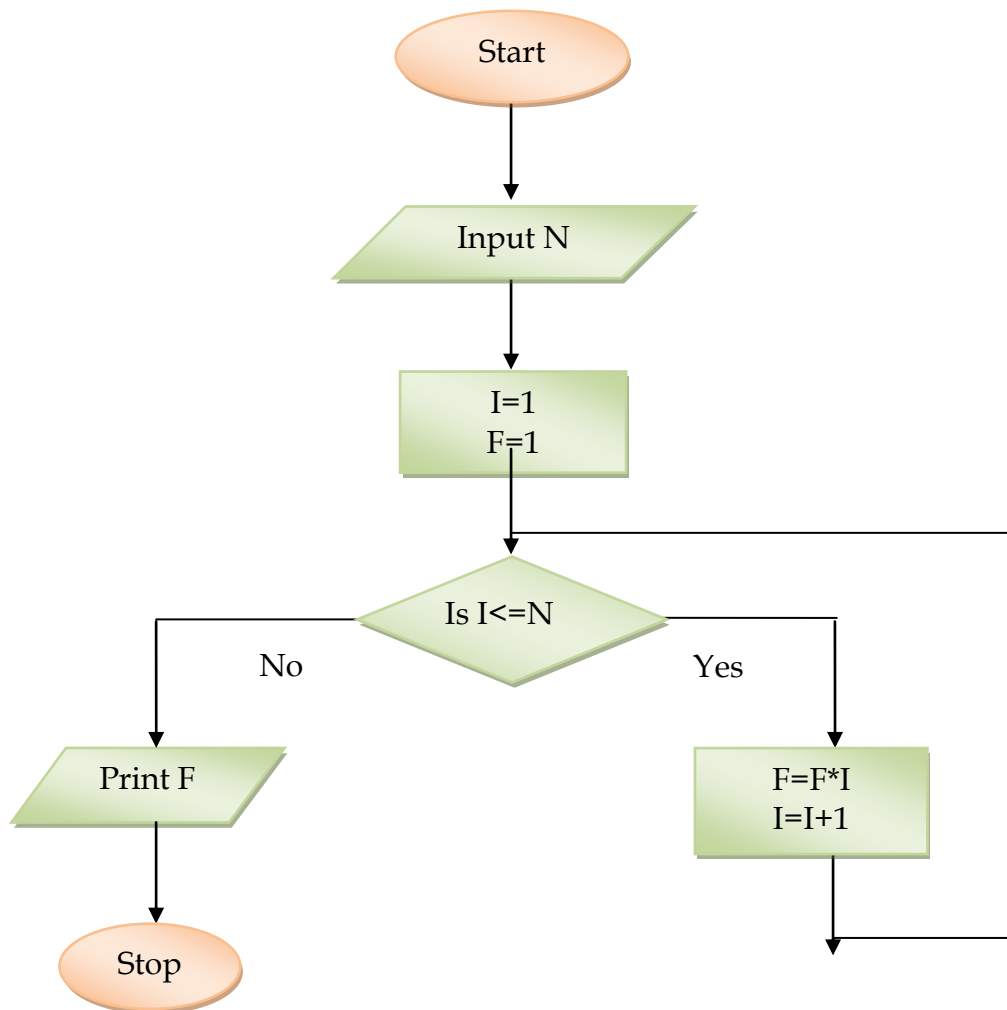 Start
Input N
I=1
F=1
Is I<=N
No
Yes
Print F
F=F*I
I=I+1
Stop